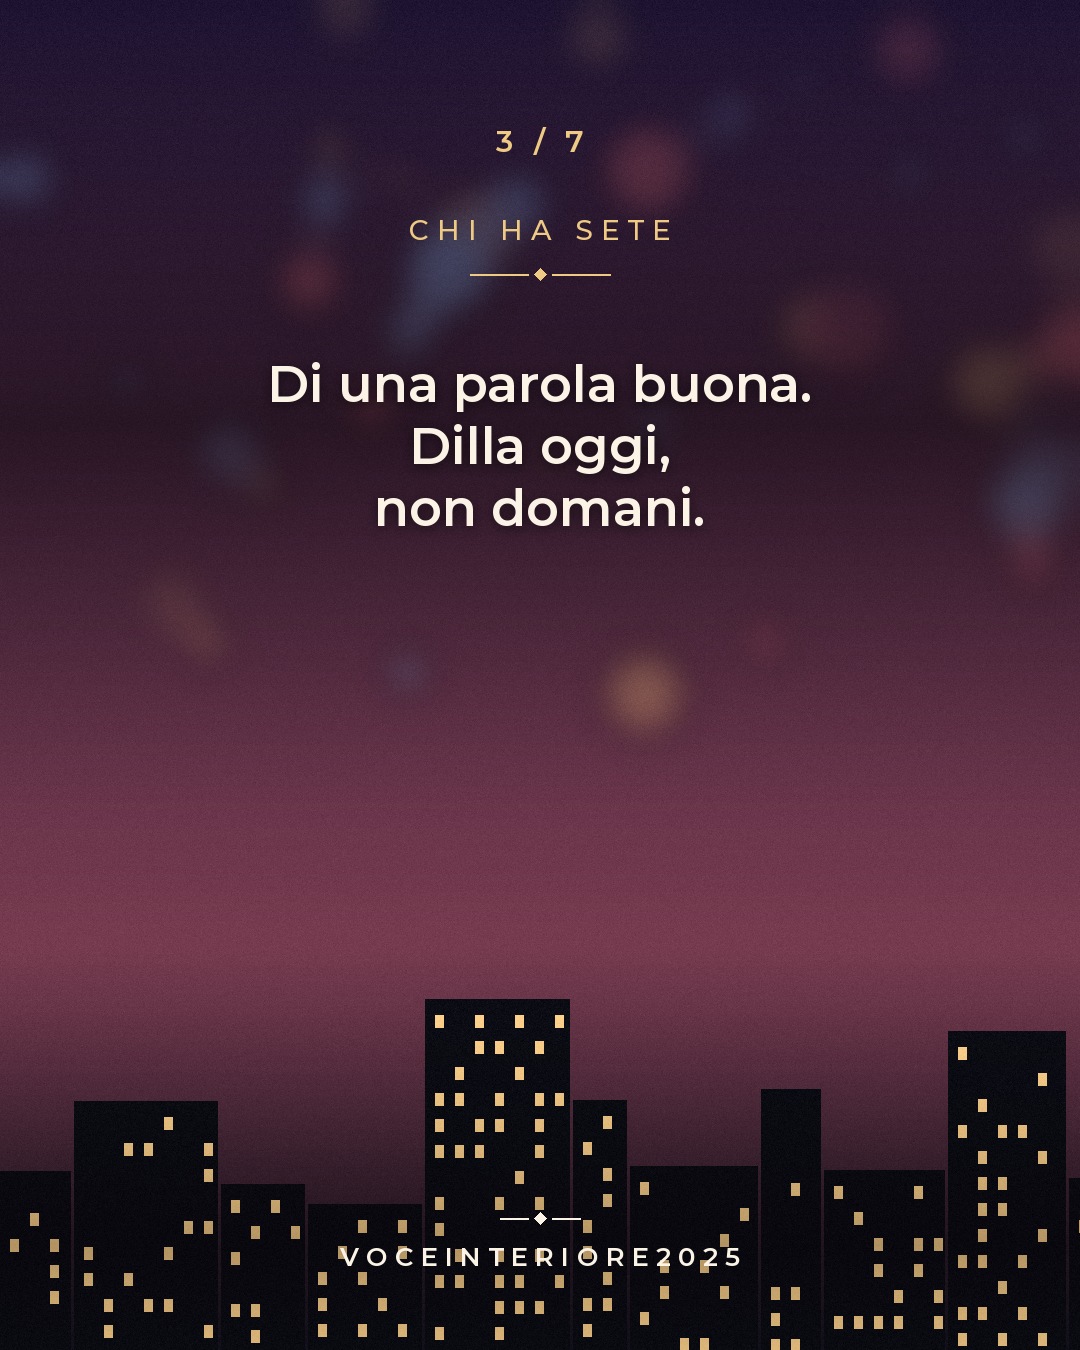 3 / 7
CHI HA SETE
Di una parola buona.
Dilla oggi,
non domani.
VOCEINTERIORE2025